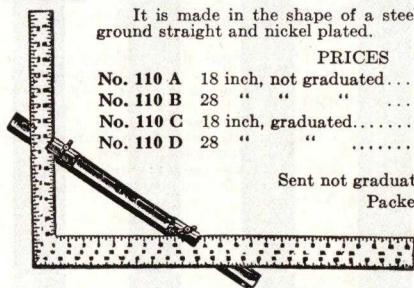 It is made in the shape of a stee
ground straight and nickel plated.
PRICES
No. 110 A 18 inch, not graduated...
No. 110 B 28 “ “ “ ...
No. 110 C 18 inch, graduated.......
No. 110 D 28 “ “ .......
Sent not graduat
Packe